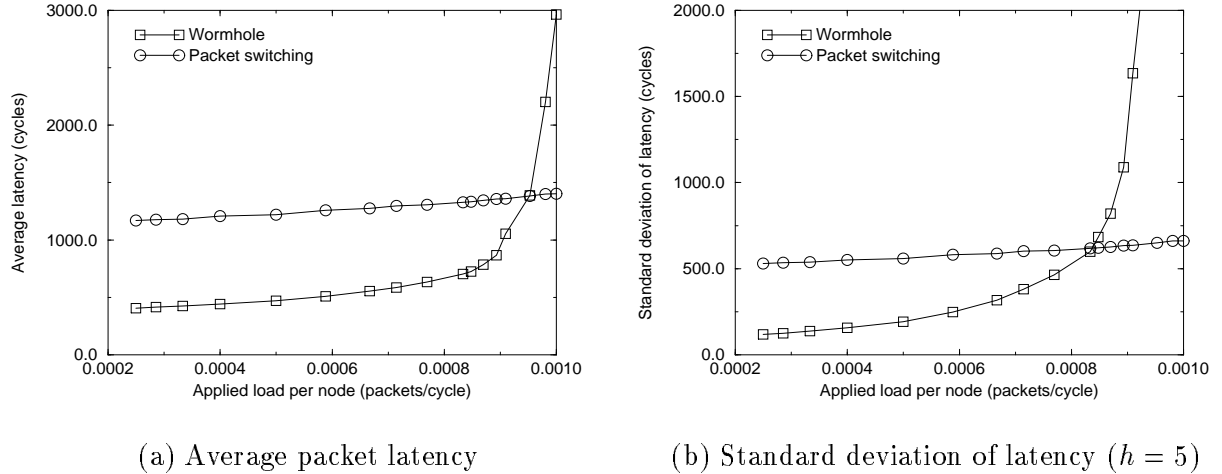 3000.0
2000.0
1000.0
0.0
Average latency (cycles)
Wormhole
Packet switching
0.0002
0.0004
0.0006
0.0008
0.0010
Applied load per node (packets/cycle)
(a) Average packet latency
2000.0
1500.0
1000.0
500.0
0.0
Standard deviation of latency (cycles)
Wormhole
Packet switching
0.0002
0.0004
0.0006
0.0008
0.0010
Applied load per node (packets/cycle)
(b) Standard deviation of latency (h = 5)